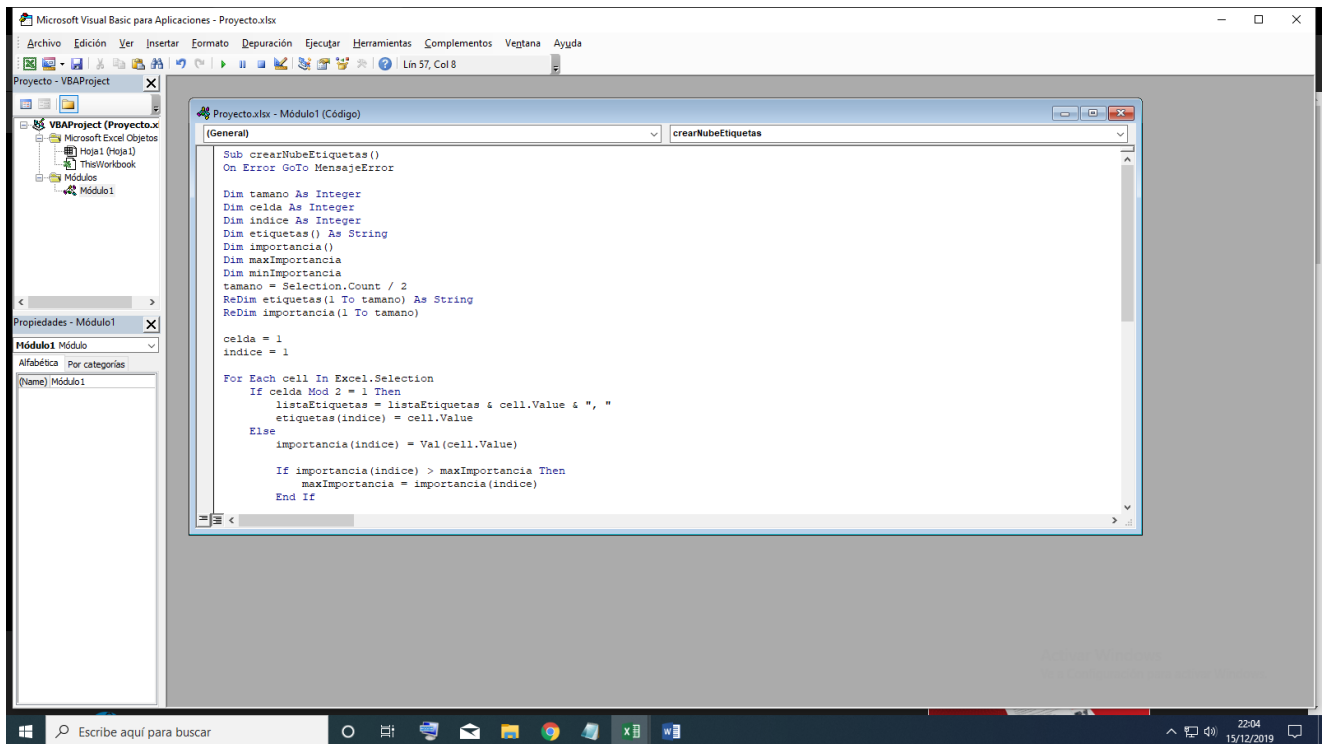 Microsoft Visual Basic para Aplicaciones - Proyecto.xlsx
Archivo Edición Ver Insertar Formato Depuración Ejecutar Herramientas Complementos Ventana Ayuda
Lín 57, Col 8
Proyecto - VBAProject
VBAProject (Proyecto.x
Microsoft Excel Objetos
Hoja1 (Hoja1)
ThisWorkbook
Módulos
Módulo1
Propiedades - Módulo1
Módulo1 Módulo
Alfabética Por categorías
(Name) Módulo1
Proyecto.xlsx - Módulo1 (Código)
(General) crearNubeEtiquetas
Sub crearNubeEtiquetas()
On Error GoTo MensajeError
Dim tamano As Integer
Dim celda As Integer
Dim indice As Integer
Dim etiquetas() As String
Dim importancia()
Dim maxImportancia
Dim minImportancia
tamano = Selection.Count / 2
ReDim etiquetas(1 To tamano) As String
ReDim importancia(1 To tamano)
celda = 1
indice = 1
For Each cell In Excel.Selection
If celda Mod 2 = 1 Then
listaEtiquetas = listaEtiquetas & cell.Value & ", "
etiquetas(indice) = cell.Value
Else
importancia(indice) = Val(cell.Value)
If importancia(indice) > maxImportancia Then
maxImportancia = importancia(indice)
End If
Escribe aquí para buscar
22:04
15/12/2019